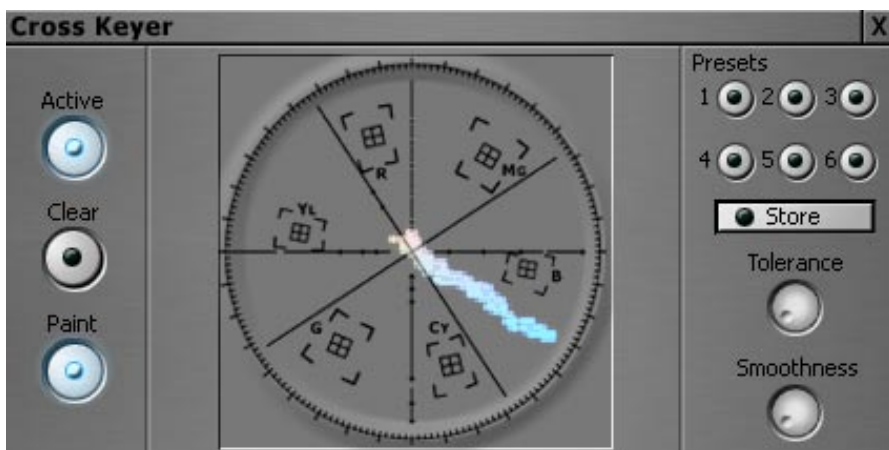 Cross Keyer X
Active
Clear
Paint
R
MG
YL
B
G
CY
Presets
1 2 3
4 5 6
Store
Tolerance
Smoothness